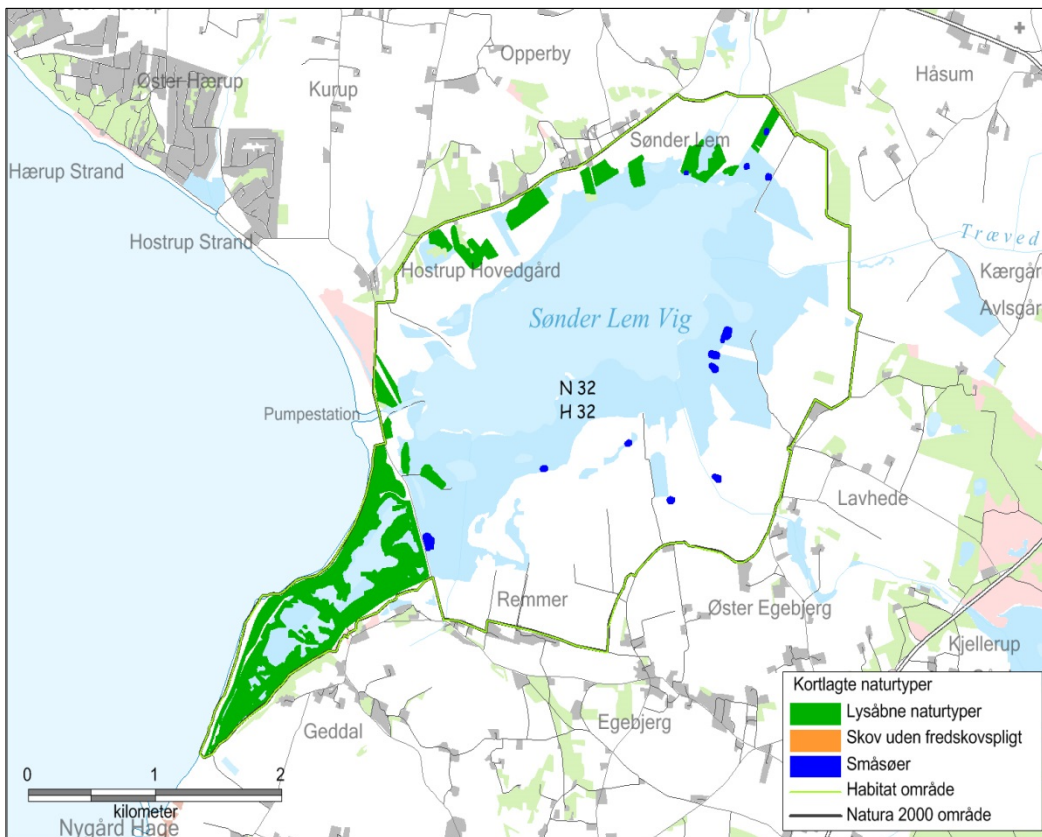 Opperby
Håsum
Øster Hærup
Kurup
Sønder Lem
Hærup Strand
Hostrup Strand
Træved
Hostrup Hovedgård
Kærgår
Avlsgår
Sønder Lem Vig
N 32
H 32
Pumpestation
Lavhede
Remmer
Øster Egebjerg
Kjellerup
Geddal
Egebjerg
Kortlagte naturtyper
Lysåbne naturtyper
Skov uden fredskovspligt
Småsøer
Habitat område
Natura 2000 område
0 1 2
kilometer
Nygård Hage